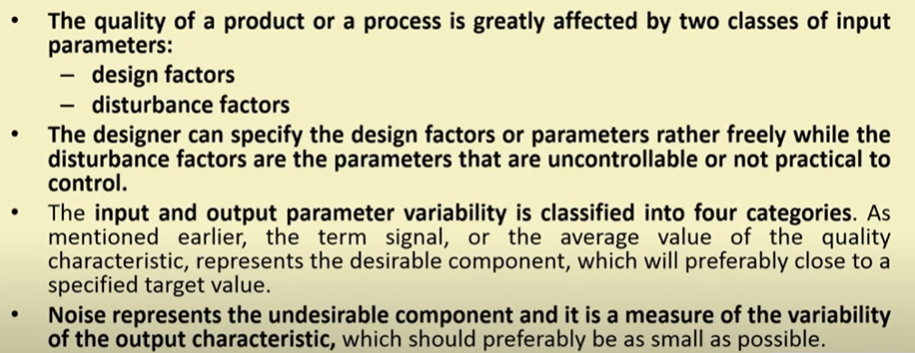 • The quality of a product or a process is greatly affected by two classes of input
parameters:
– design factors
– disturbance factors
• The designer can specify the design factors or parameters rather freely while the
disturbance factors are the parameters that are uncontrollable or not practical to
control.
• The input and output parameter variability is classified into four categories. As
mentioned earlier, the term signal, or the average value of the quality
characteristic, represents the desirable component, which will preferably close to a
specified target value.
• Noise represents the undesirable component and it is a measure of the variability
of the output characteristic, which should preferably be as small as possible.